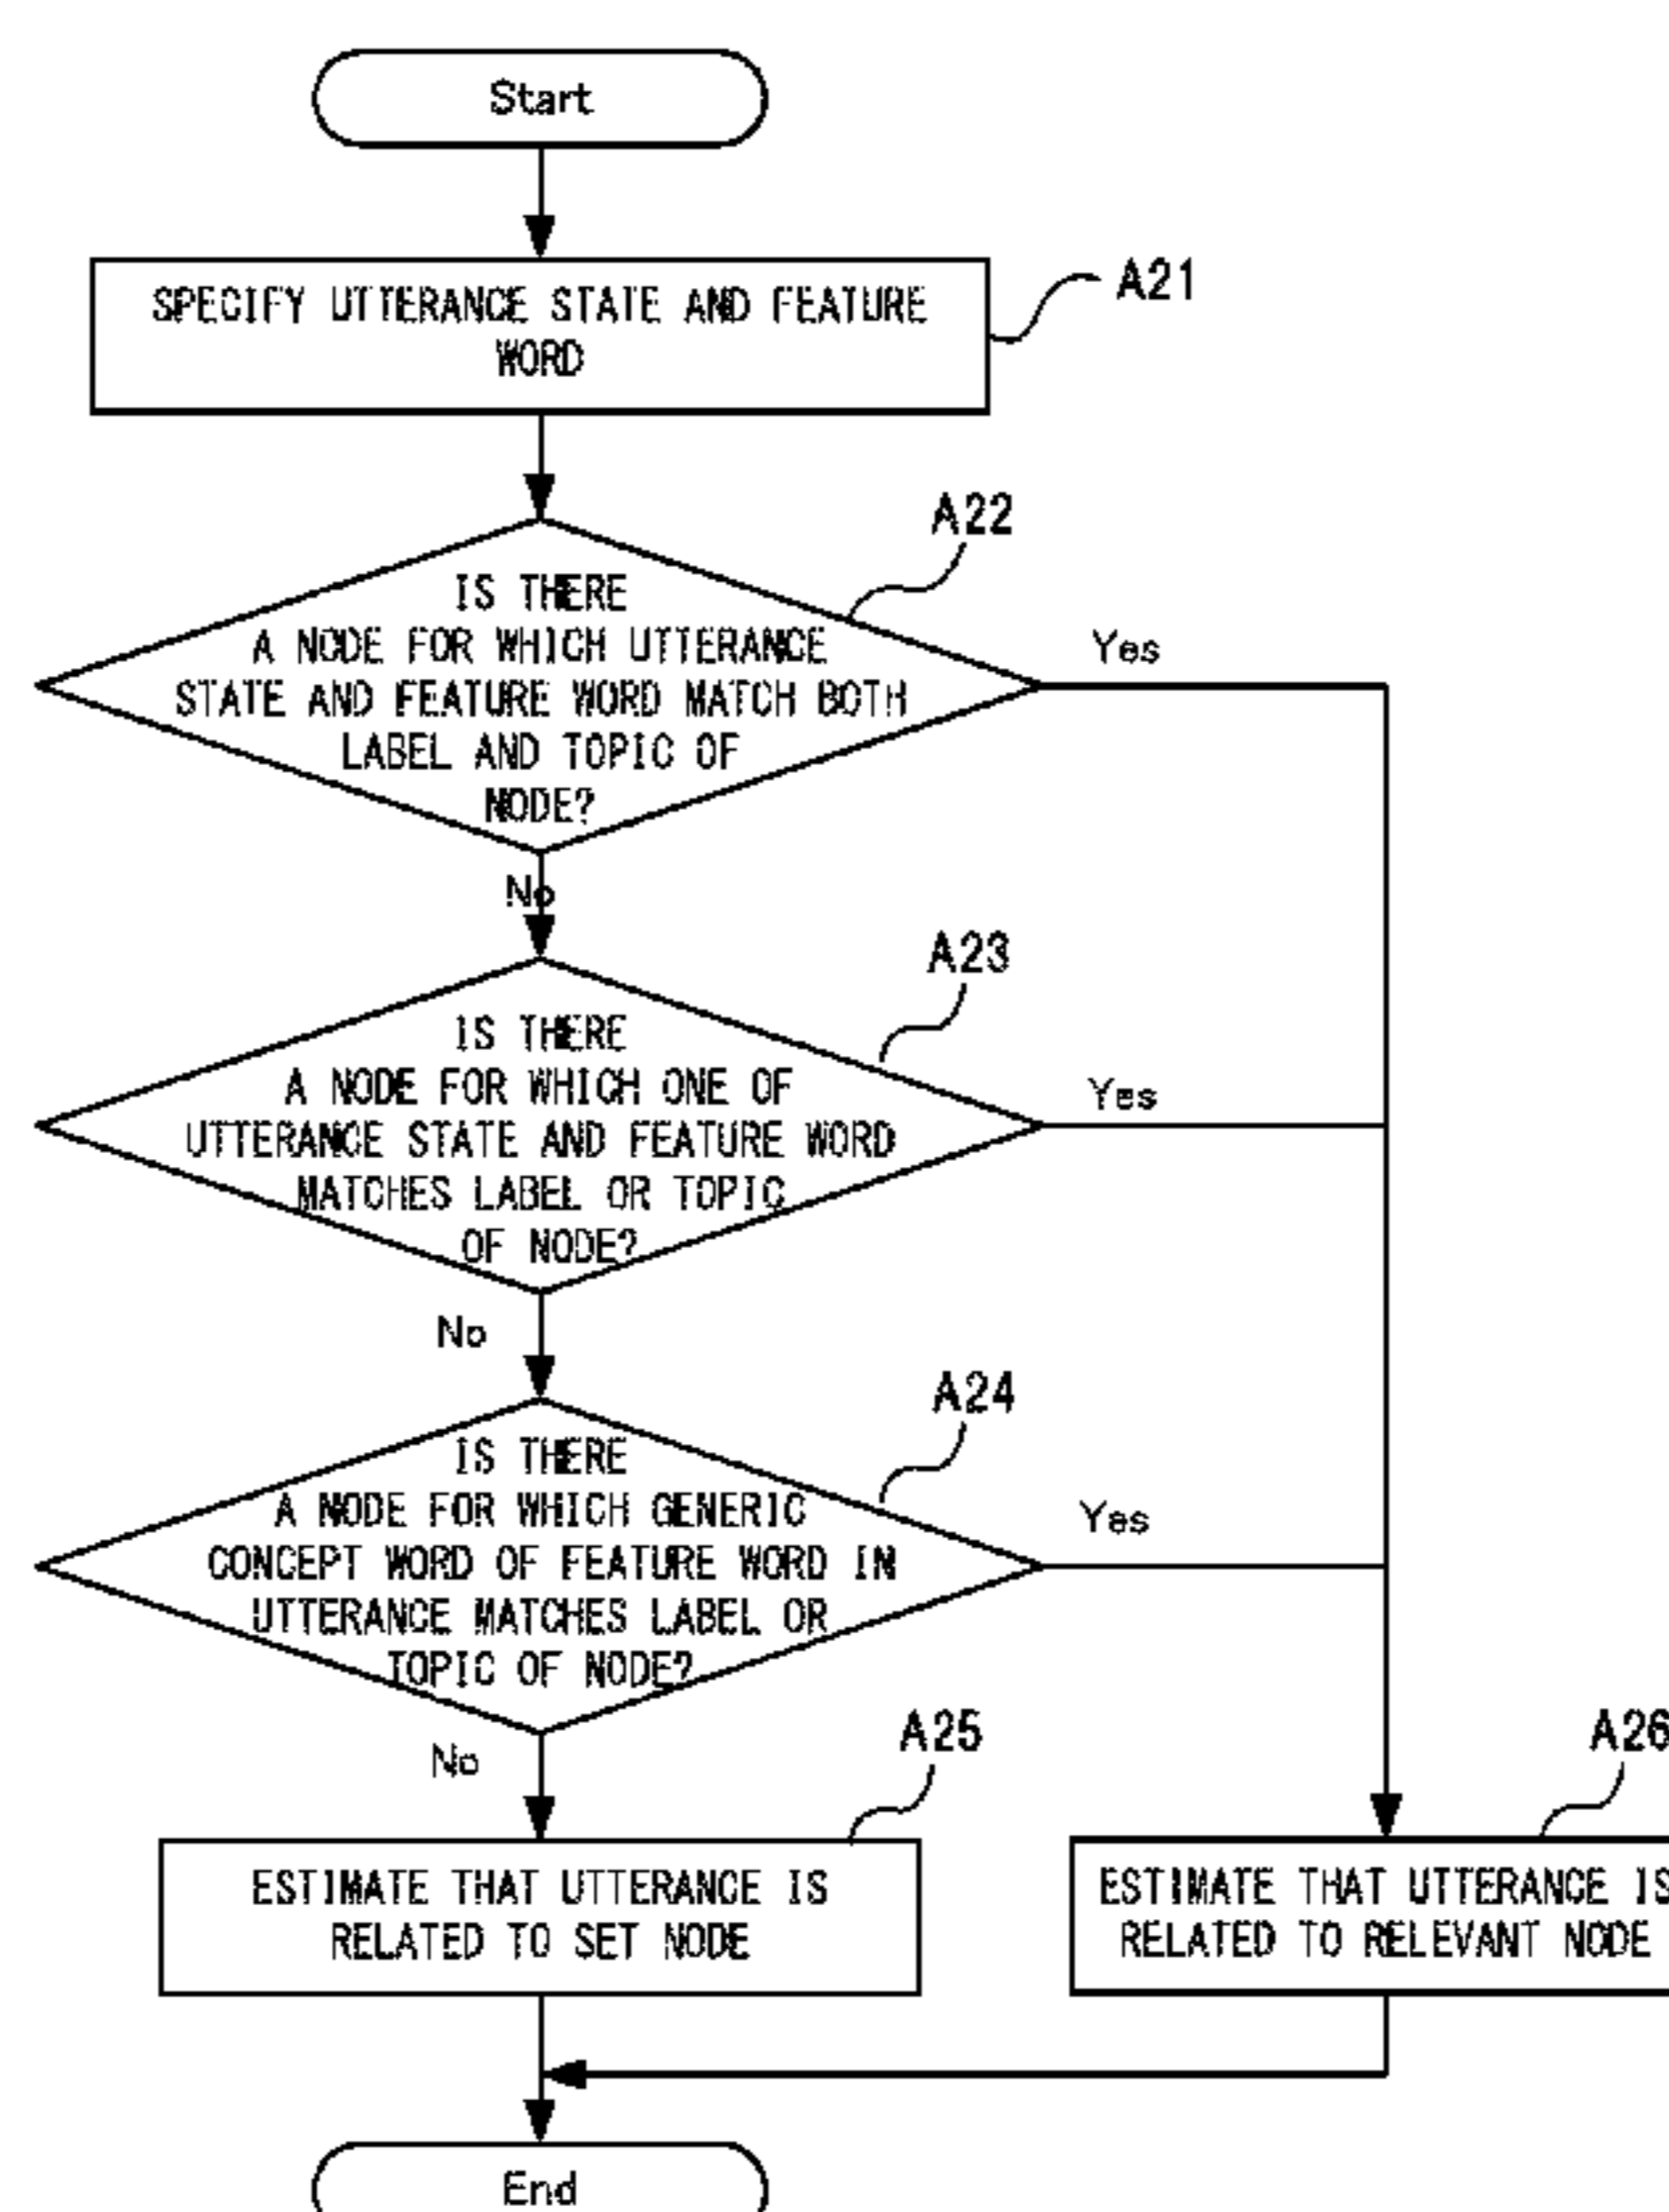 Start
SPECIFY UTTERANCE STATE AND FEATURE
WORD
A21
A22
IS THERE
A NODE FOR WHICH UTTERANCE
STATE AND FEATURE WORD MATCH BOTH
LABEL AND TOPIC OF
NODE?
Yes
No
A23
IS THERE
A NODE FOR WHICH ONE OF
UTTERANCE STATE AND FEATURE WORD
MATCHES LABEL OR TOPIC
OF NODE?
Yes
No
A24
IS THERE
A NODE FOR WHICH GENERIC
CONCEPT WORD OF FEATURE WORD IN
UTTERANCE MATCHES LABEL OR
TOPIC OF NODE?
Yes
No
A25
ESTIMATE THAT UTTERANCE IS
RELATED TO SET NODE
A26
ESTIMATE THAT UTTERANCE IS
RELATED TO RELEVANT NODE
End